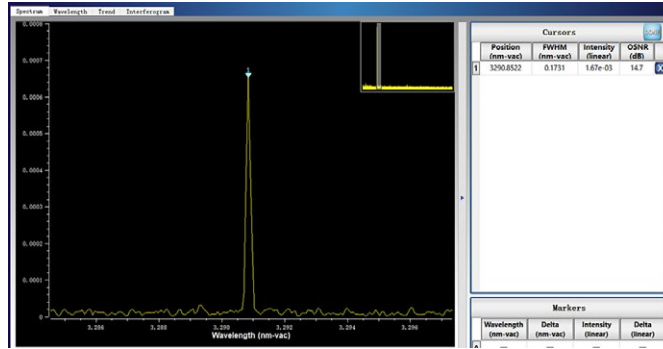 Spectrum Wavelength Trend Interferogram
0.0008
0.0007
0.0006
0.0005
0.0004
0.0003
0.0002
0.0001
0
1
3.286 3.288 3.290 3.292 3.294 3.296
Wavelength (nm-vac)
Cursors
Position (nm-vac) FWHM (nm-vac) Intensity (linear) OSNR (dB)
1 3290.8522 0.1731 1.67e-03 14.7 X
Markers
Wavelength (nm-vac) Delta (nm-vac) Intensity (linear) Delta (linear)